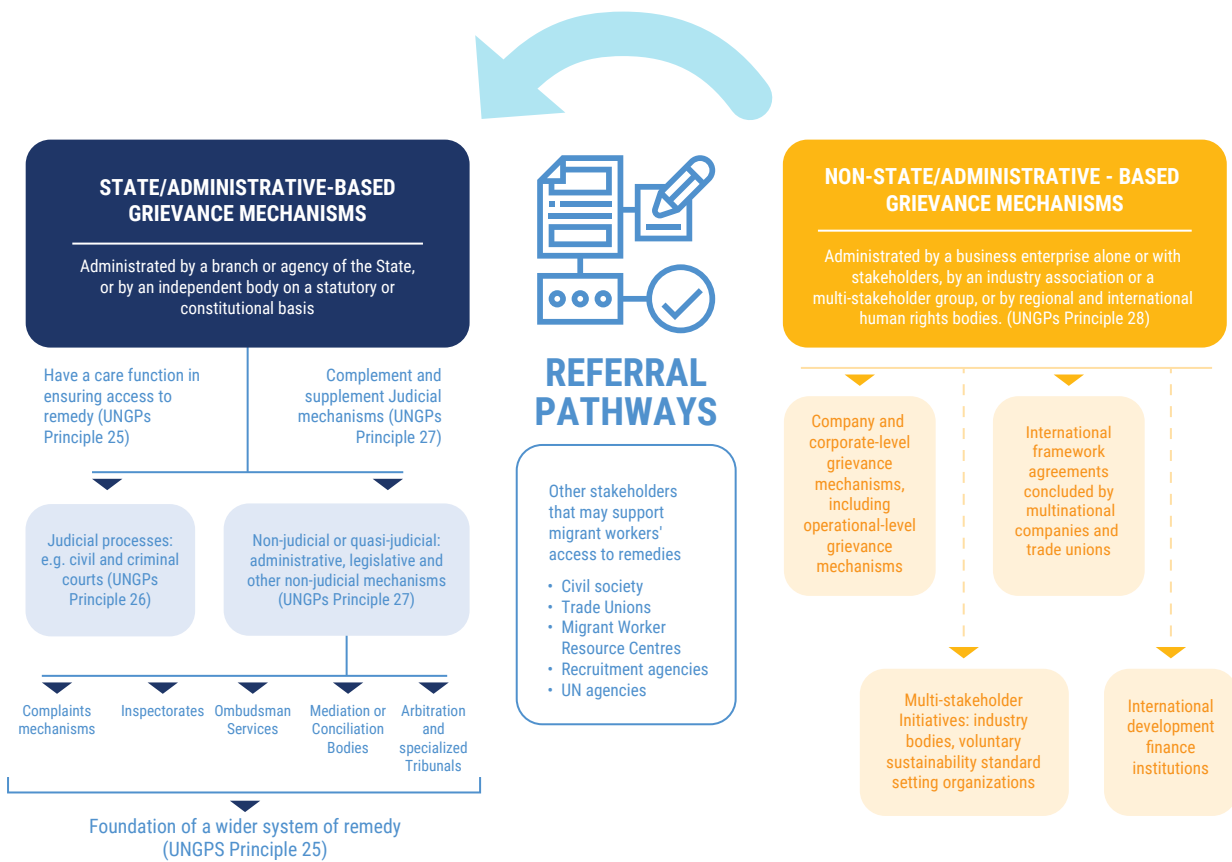 STATE/ADMINISTRATIVE-BASED
GRIEVANCE MECHANISMS
Administrated by a branch or agency of the State,
or by an independent body on a statutory or
constitutional basis
Have a care function in
ensuring access to
remedy (UNGPs
Principle 25)
Complement and
supplement Judicial
mechanisms (UNGPs
Principle 27)
Judicial processes:
e.g. civil and criminal
courts (UNGPs
Principle 26)
Non-judicial or quasi-judicial:
administrative, legislative and
other non-judicial mechanisms
(UNGPs Principle 27)
Complaints
mechanisms
Inspectorates
Ombudsman
Services
Mediation or
Conciliation
Bodies
Arbitration
and
specialized
Tribunals
Foundation of a wider system of remedy
(UNGPS Principle 25)
REFERRAL
PATHWAYS
Other stakeholders
that may support
migrant workers'
access to remedies
• Civil society
• Trade Unions
• Migrant Worker
Resource Centres
• Recruitment agencies
• UN agencies
NON-STATE/ADMINISTRATIVE - BASED
GRIEVANCE MECHANISMS
Administrated by a business enterprise alone or with
stakeholders, by an industry association or a
multi-stakeholder group, or by regional and international
human rights bodies. (UNGPs Principle 28)
Company and
corporate-level
grievance
mechanisms,
including
operational-level
grievance
mechanisms
International
framework
agreements
concluded by
multinational
companies and
trade unions
Multi-stakeholder
Initiatives: industry
bodies, voluntary
sustainability standard
setting organizations
International
development
finance
institutions